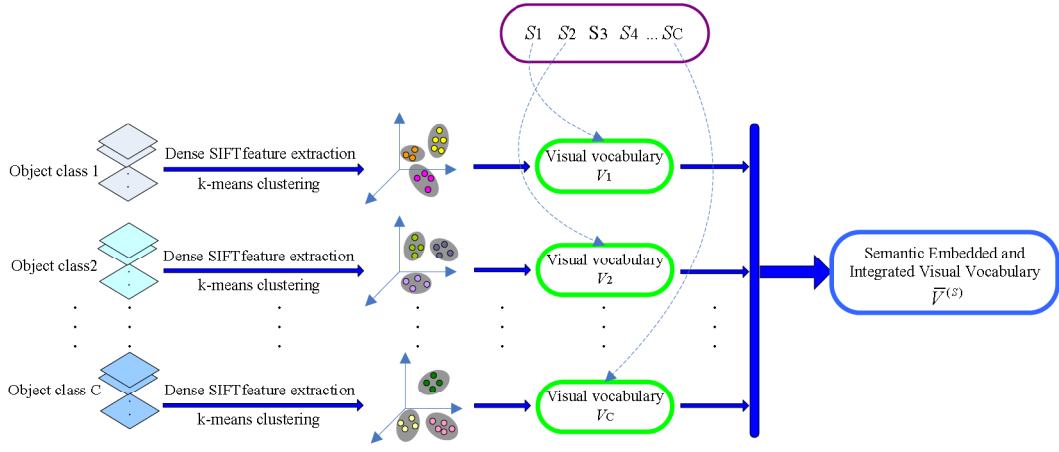 S1 S2 S3 S4 ... SC
Object class 1
Dense SIFT feature extraction
k-means clustering
Visual vocabulary
V1
Object class2
Dense SIFT feature extraction
k-means clustering
Visual vocabulary
V2
Object class C
Dense SIFT feature extraction
k-means clustering
Visual vocabulary
VC
Semantic Embedded and
Integrated Visual Vocabulary
V̅(S)